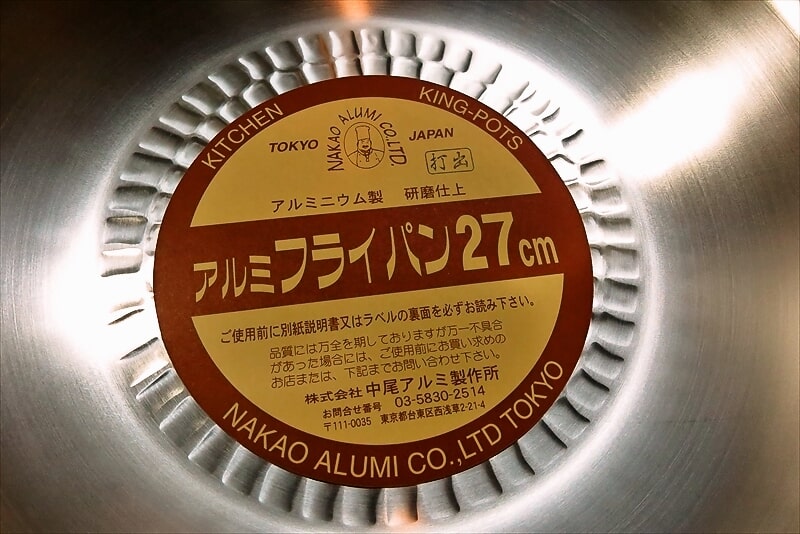 KITCHEN KING-POTS
NAKAO ALUMI CO.,LTD.
TOKYO JAPAN
打出
アルミニウム製 研磨仕上
アルミフライパン27cm
ご使用前に別紙説明書又はラベルの裏面を必ずお読み下さい。
品質には万全を期しておりますが万一不具合
があった場合には、ご使用前にお買い求めの
お店または、下記までお問い合わせ下さい。
株式会社 中尾アルミ製作所
お問合せ番号 03-5830-2514
〒111-0035 東京都台東区西浅草2-21-4
NAKAO ALUMI CO.,LTD TOKYO